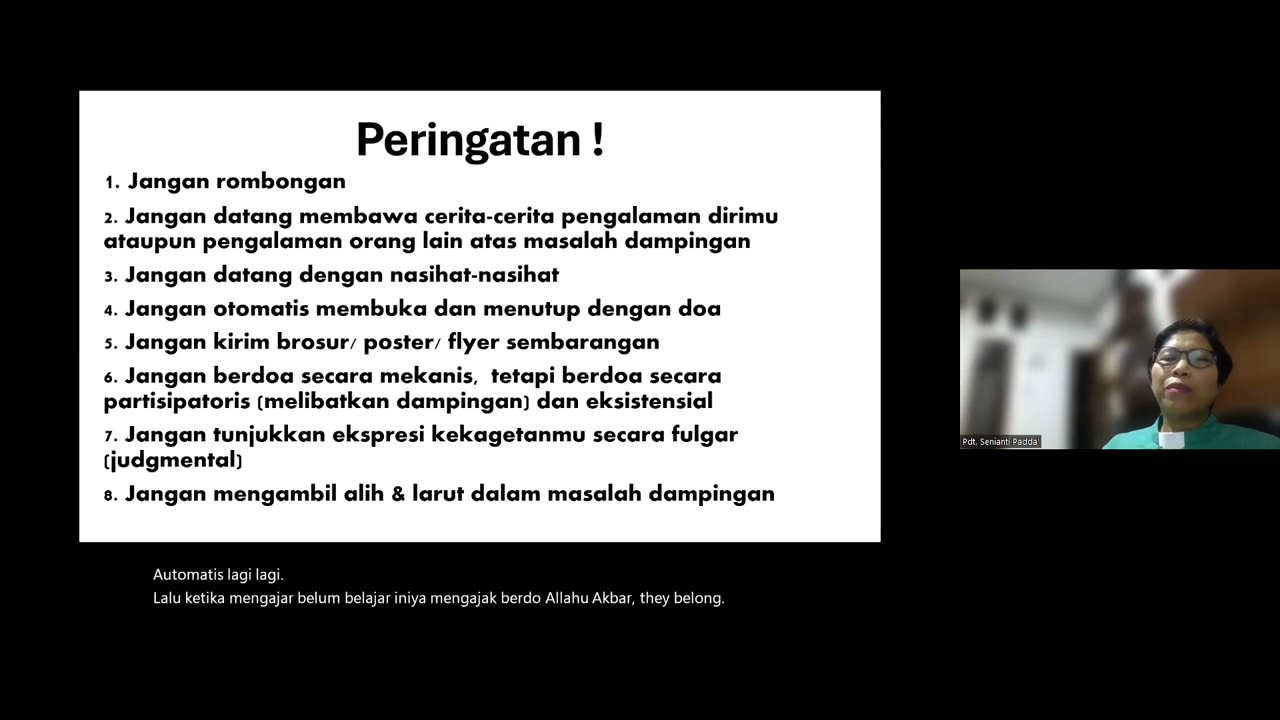 Peringatan !
1. Jangan rombongan
2. Jangan datang membawa cerita-cerita pengalaman dirimu
ataupun pengalaman orang lain atas masalah dampingan
3. Jangan datang dengan nasihat-nasihat
4. Jangan otomatis membuka dan menutup dengan doa
5. Jangan kirim brosur/ poster/ flyer sembarangan
6. Jangan berdoa secara mekanis, tetapi berdoa secara
partisipatoris (melibatkan dampingan) dan eksistensial
7. Jangan tunjukkan ekspresi kekagetanmu secara fulgar
(judgmental)
8. Jangan mengambil alih & larut dalam masalah dampingan
Pdt. Senianti Padda'
Automatis lagi lagi.
Lalu ketika mengajar belum belajar iniya mengajak berdo Allahu Akbar, they belong.